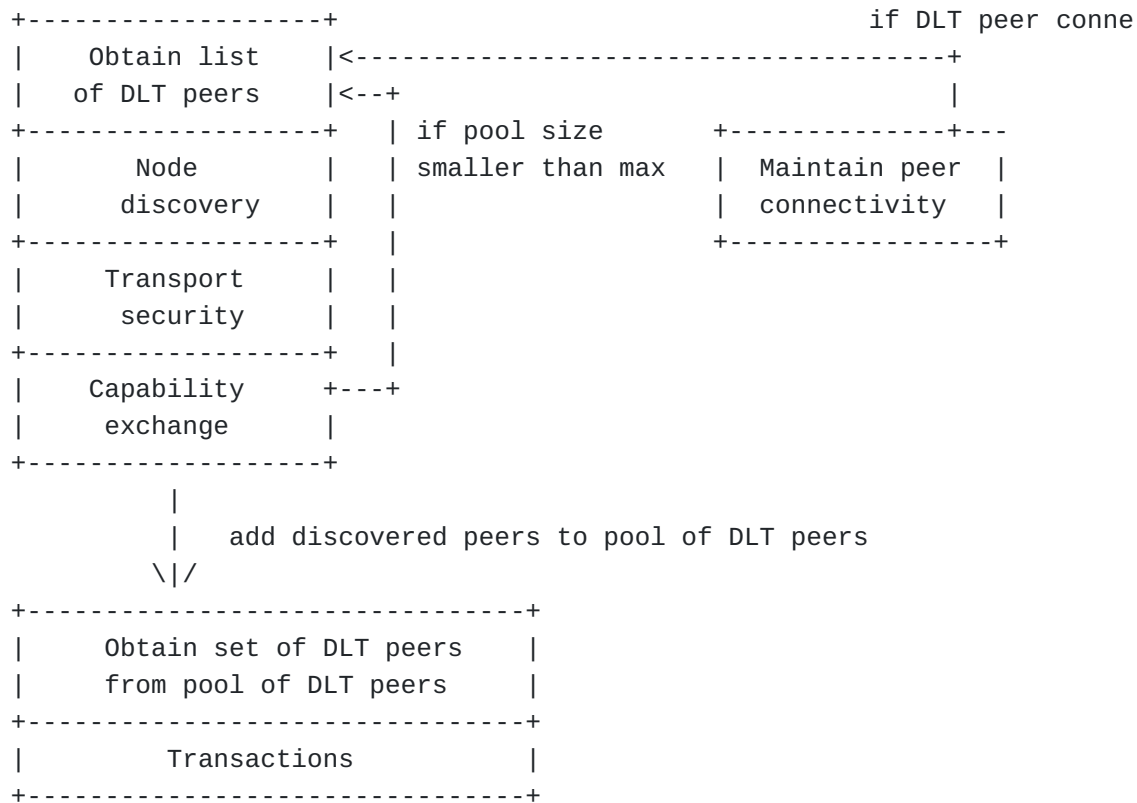 if DLT peer conne
Obtain list
of DLT peers
if pool size
Node smaller than max Maintain peer
discovery connectivity
Transport
security
Capability
exchange
add discovered peers to pool of DLT peers
Obtain set of DLT peers
from pool of DLT peers
Transactions